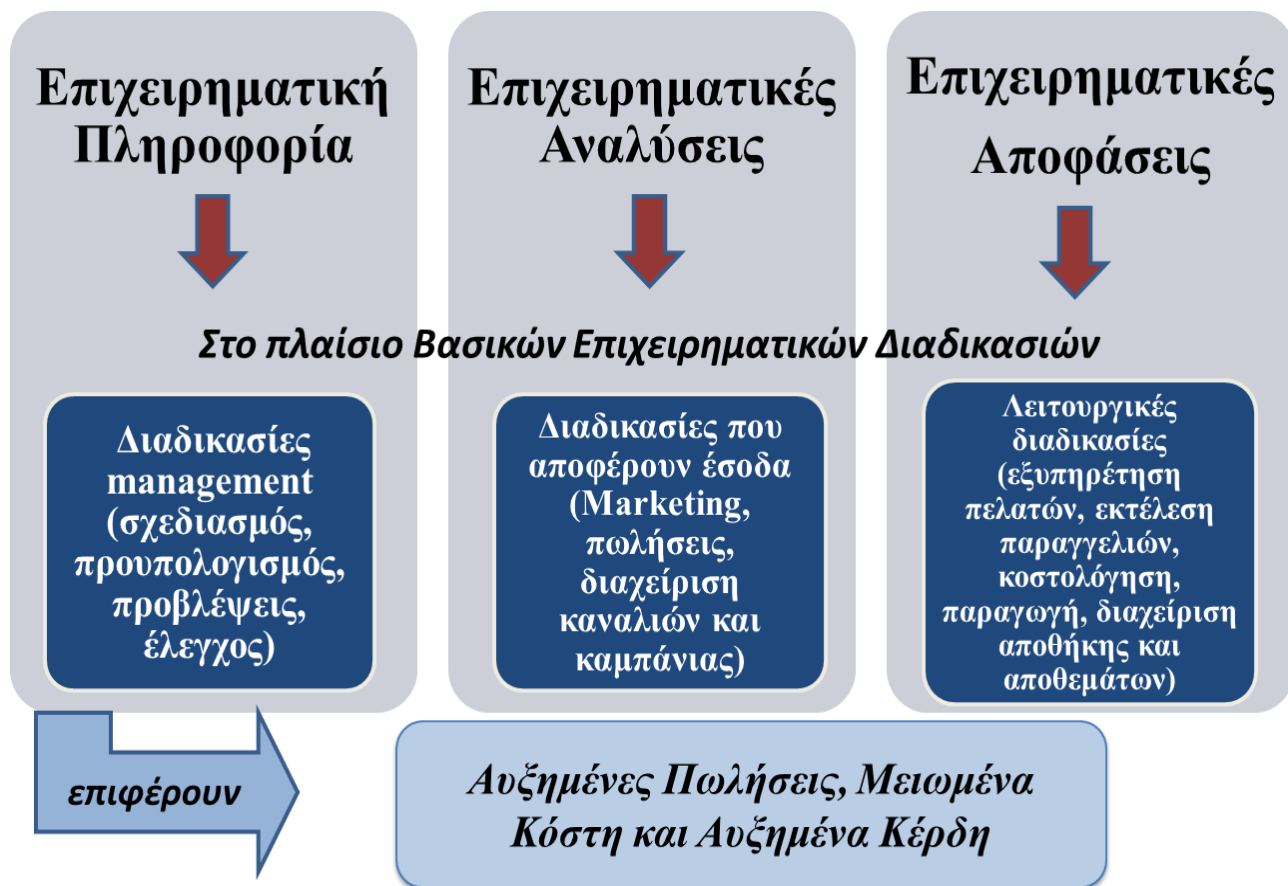 Επιχειρηματική
Πληροφορία
Επιχειρηματικές
Αναλύσεις
Επιχειρηματικές
Αποφάσεις
Στο πλαίσιο Βασικών Επιχειρηματικών Διαδικασιών
Διαδικασίες
management
(σχεδιασμός,
προυπολογισμός,
προβλέψεις,
έλεγχος)
Διαδικασίες που
αποφέρουν έσοδα
(Marketing,
πωλήσεις,
διαχείριση
καναλιών και
καμπάνιας)
Λειτουργικές
διαδικασίες
(εξυπηρέτηση
πελατών, εκτέλεση
παραγγελιών,
κοστολόγηση,
παραγωγή, διαχείριση
αποθήκης και
αποθεμάτων)
επιφέρουν
Αυξημένες Πωλήσεις, Μειωμένα
Κόστη και Αυξημένα Κέρδη